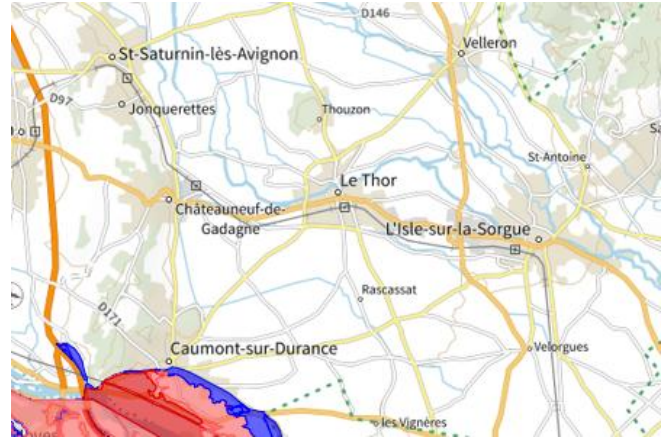 D146
Velleron
St-Saturnin-lès-Avignon
D97
Jonquerettes
Thouzon
St-Antoine
Le Thor
Châteauneuf-de-
Gadagne
L'Isle-sur-la-Sorgue
Rascassat
D171
Caumont-sur-Durance
Velorgues
les Vignères